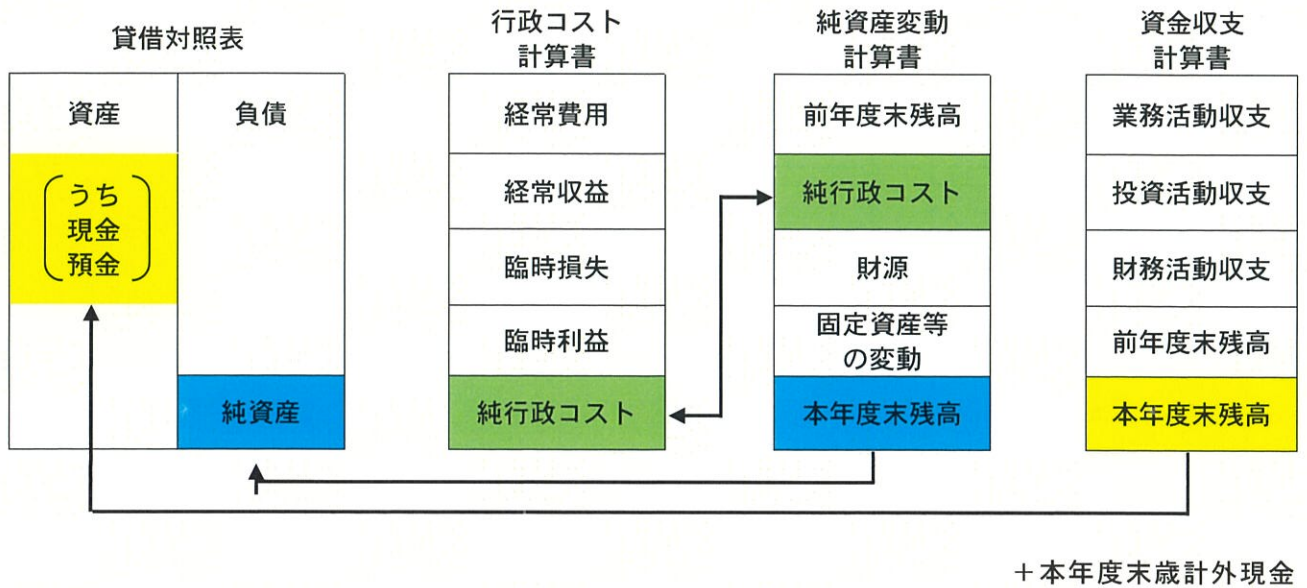 貸借対照表
資産
負債
うち
現金
預金
純資産
行政コスト
計算書
経常費用
経常収益
臨時損失
臨時利益
純行政コスト
純資産変動
計算書
前年度末残高
純行政コスト
財源
固定資産等
の変動
本年度末残高
資金収支
計算書
業務活動収支
投資活動収支
財務活動収支
前年度末残高
本年度末残高
＋本年度末歳計外現金